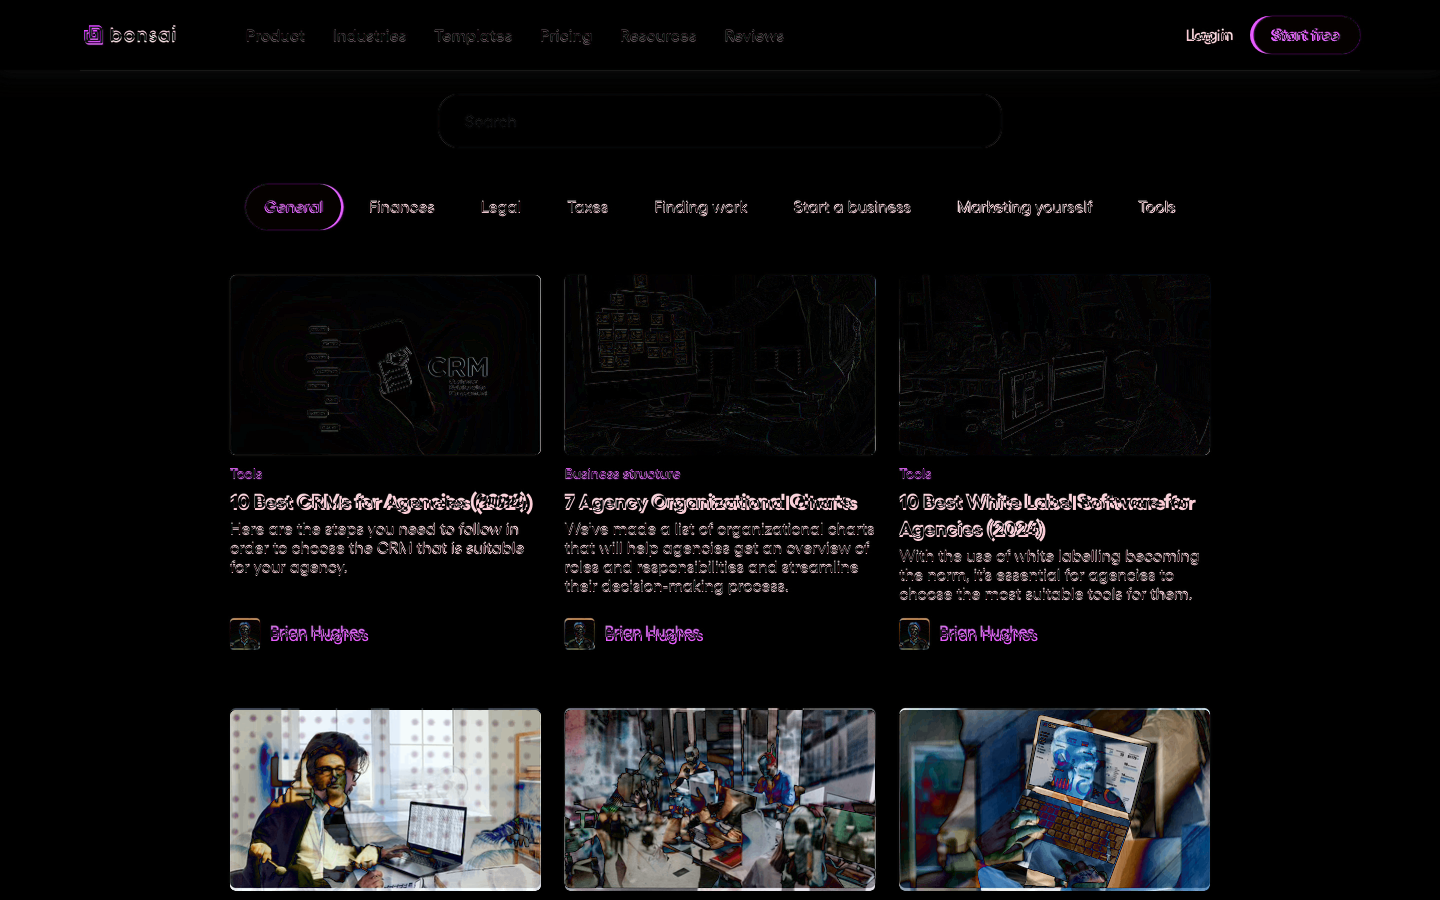 bonsai
Product Industries Templates Pricing Resources Reviews
Login
Start free
Search
General Finances Legal Taxes Finding work Start a business Marketing yourself Tools
CRM
Tools
10 Best CRMs for Agencies (2024)
Here are the steps you need to follow in
order to choose the CRM that is suitable
for your agency.
Brian Hughes
Business structure
7 Agency Organizational Charts
We've made a list of organizational charts
that will help agencies get an overview of
roles and responsibilities and streamline
their decision-making process.
Brian Hughes
Tools
10 Best White Label Software for
Agencies (2024)
With the use of white labelling becoming
the norm, it's essential for agencies to
choose the most suitable tools for them.
Brian Hughes